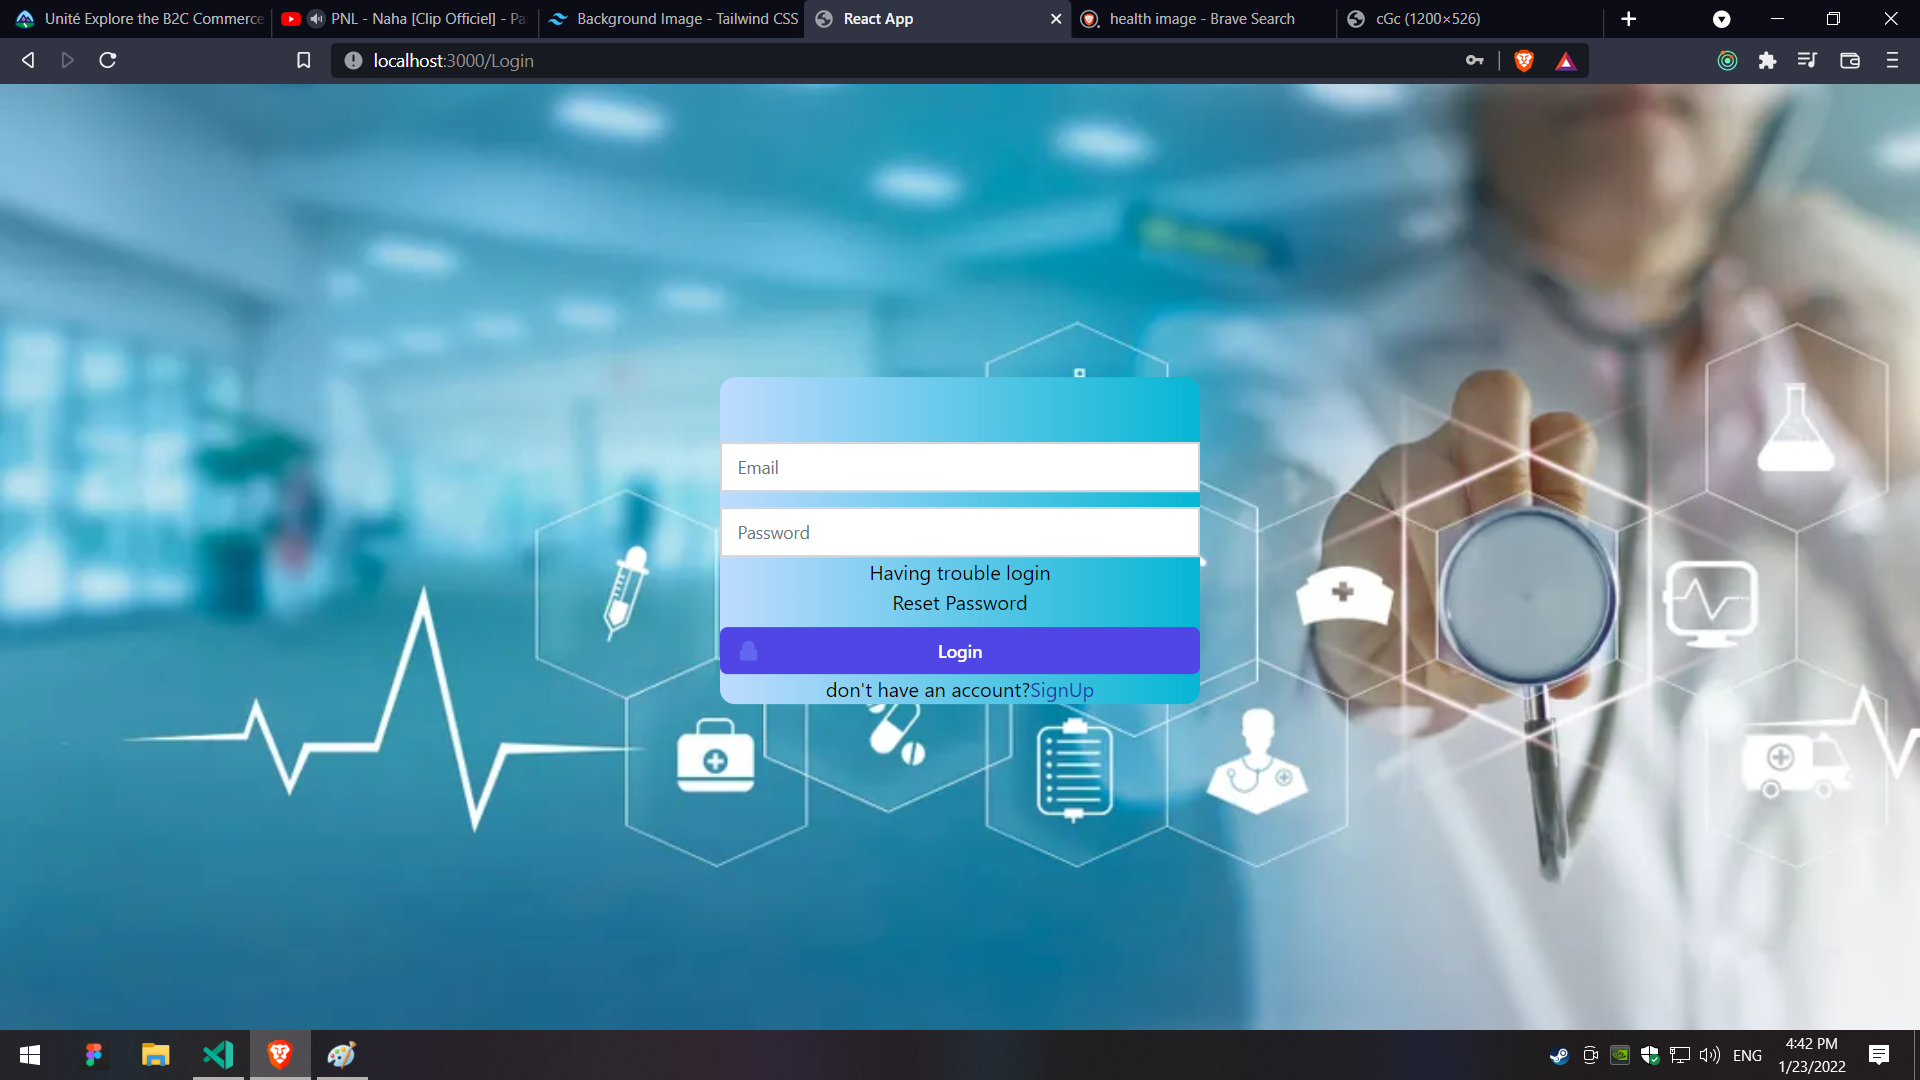 Unité Explore the B2C Commerce
PNL - Naha [Clip Officiel] - Pa
Background Image - Tailwind CSS
React App
health image - Brave Search
cGc (1200×526)
localhost:3000/Login
Email
Password
Having trouble login
Reset Password
Login
don't have an account?SignUp
ENG
4:42 PM
1/23/2022